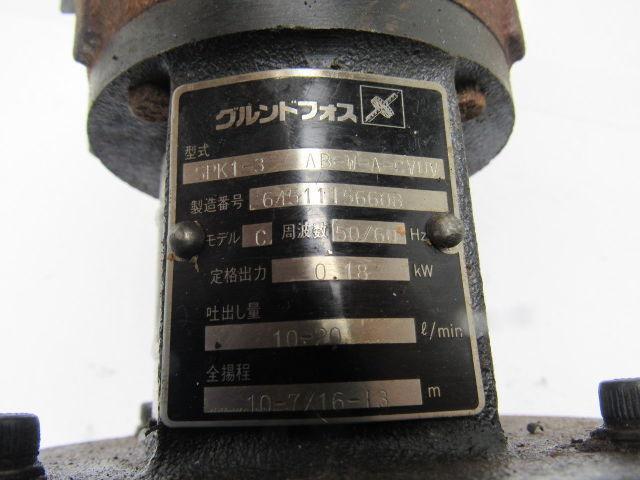 グルンドフォス
型式 SPK1-3 AB-W-A-CVUV
製造番号 64511156608
モデル C 周波数 50/60 Hz
定格出力 0.18 kW
吐出し量
10-20 ℓ/min
全揚程
10-7/16-13 m